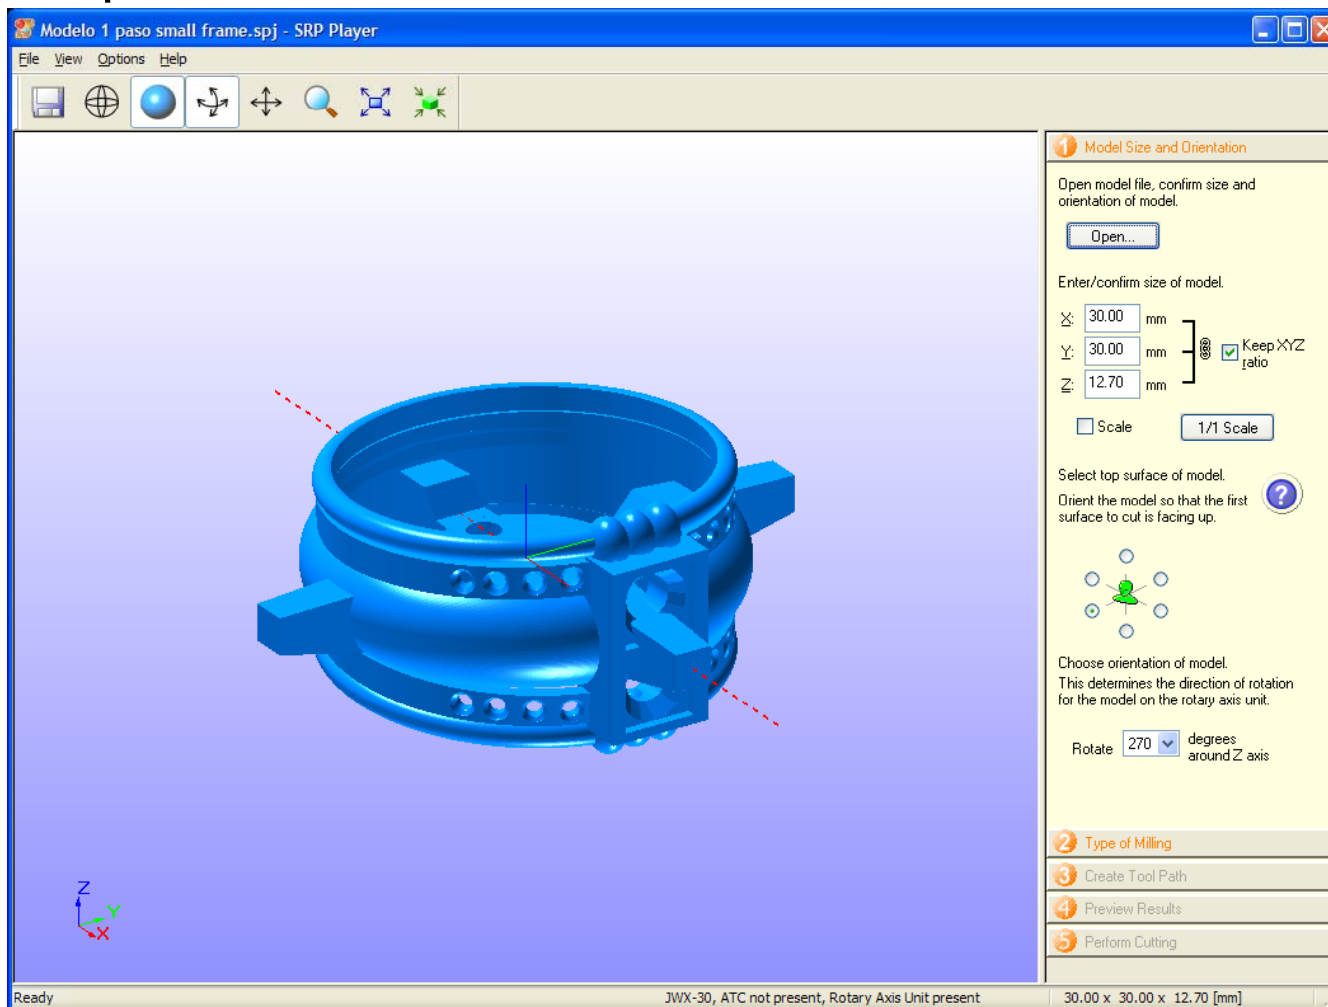 Modelo 1 paso small frame.spj - SRP Player
File View Options Help
1 Model Size and Orientation
Open model file, confirm size and
orientation of model.
Open...
Enter/confirm size of model.
X: 30.00 mm
Y: 30.00 mm
Keep XYZ
ratio
Z: 12.70 mm
Scale
1/1 Scale
Select top surface of model.
Orient the model so that the first
surface to cut is facing up.
?
Choose orientation of model.
This determines the direction of rotation
for the model on the rotary axis unit.
Rotate 270 degrees
around Z axis
2 Type of Milling
3 Create Tool Path
4 Preview Results
5 Perform Cutting
Z
Y
X
Ready
JWX-30, ATC not present, Rotary Axis Unit present
30.00 x 30.00 x 12.70 [mm]